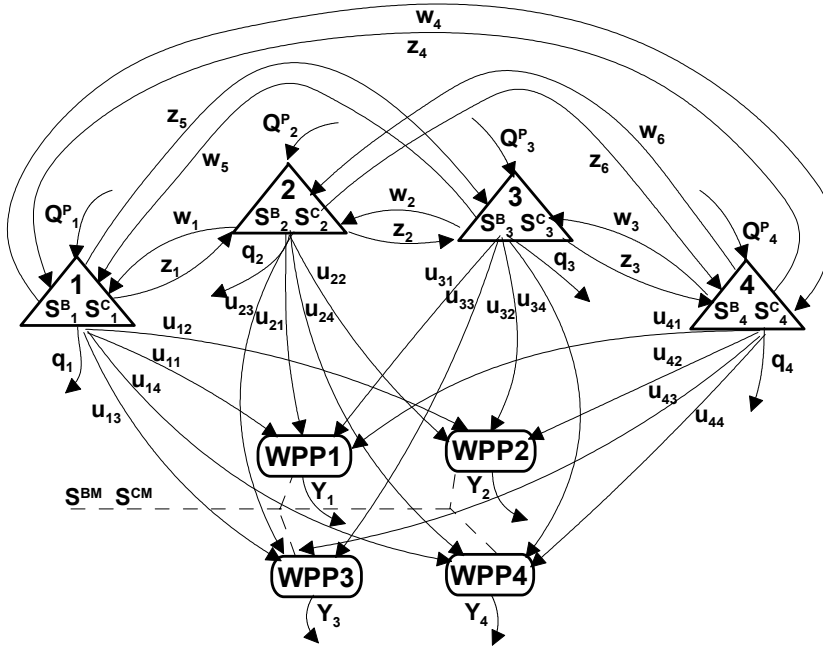 w₄
z₄
z₅
Qᴾ₂
Qᴾ₃
w₆
w₅
z₆
2
3
Qᴾ₁
w₁
Sᴮ₂ Sᶜ₂
w₂
Sᴮ₃ Sᶜ₃
w₃
Qᴾ₄
z₂
q₂
q₃
z₁
u₂₂
u₃₁
z₃
1
4
Sᴮ₁ Sᶜ₁
u₂₃
u₂₁
u₂₄
u₃₃
u₃₂
u₃₄
Sᴮ₄ Sᶜ₄
u₁₂
u₄₁
q₁
u₁₁
u₄₂
q₄
u₁₄
u₄₃
u₁₃
u₄₄
WPP1
WPP2
Sᴮᴹ Sᶜᴹ
Y₁
Y₂
WPP3
WPP4
Y₃
Y₄